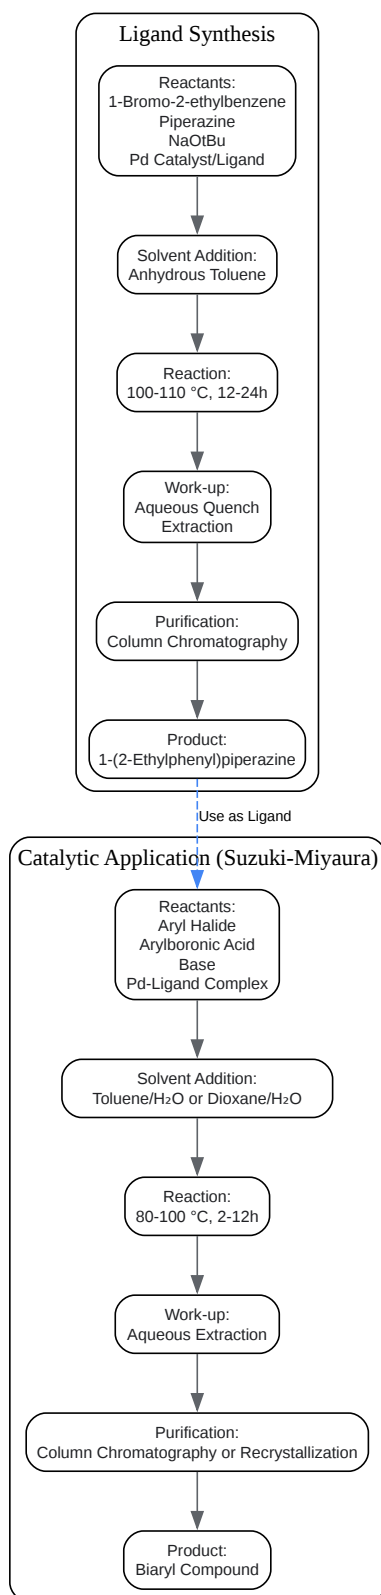 Ligand Synthesis
Reactants:
1-Bromo-2-ethylbenzene
Piperazine
NaOtBu
Pd Catalyst/Ligand
Solvent Addition:
Anhydrous Toluene
Reaction:
100-110 °C, 12-24h
Work-up:
Aqueous Quench
Extraction
Purification:
Column Chromatography
Product:
1-(2-Ethylphenyl)piperazine
Use as Ligand
Catalytic Application (Suzuki-Miyaura)
Reactants:
Aryl Halide
Arylboronic Acid
Base
Pd-Ligand Complex
Solvent Addition:
Toluene/H₂O or Dioxane/H₂O
Reaction:
80-100 °C, 2-12h
Work-up:
Aqueous Extraction
Purification:
Column Chromatography or Recrystallization
Product:
Biaryl Compound